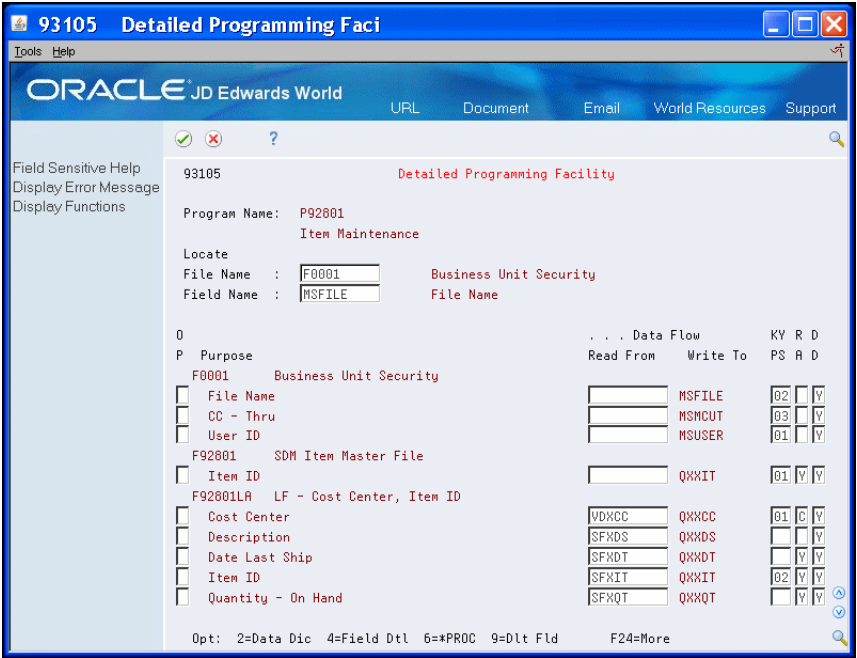 93105 Detailed Programming Faci
Tools Help
ORACLE JD Edwards World
URL Document Email World Resources Support
?
Field Sensitive Help
Display Error Message
Display Functions
93105 Detailed Programming Facility
Program Name: P92801
Item Maintenance
Locate
File Name : F0001 Business Unit Security
Field Name : MSFILE File Name
O . . . Data Flow KY R D
P Purpose Read From Write To PS A D
F0001 Business Unit Security
File Name MSFILE 02 Y
CC - Thru MSMCUT 03 Y
User ID MSUSER 01 Y
F92801 SDM Item Master File
Item ID QXXIT 01 Y Y
F92801LA LF - Cost Center, Item ID
Cost Center VDXCC QXXCC 01 C Y
Description SFXDS QXXDS Y
Date Last Ship SFXDT QXXDT Y Y
Item ID SFXIT QXXIT 02 Y Y
Quantity - On Hand SFXQT QXXQT Y Y
Opt: 2=Data Dic 4=Field Dtl 6=*PROC 9=Dlt Fld F24=More